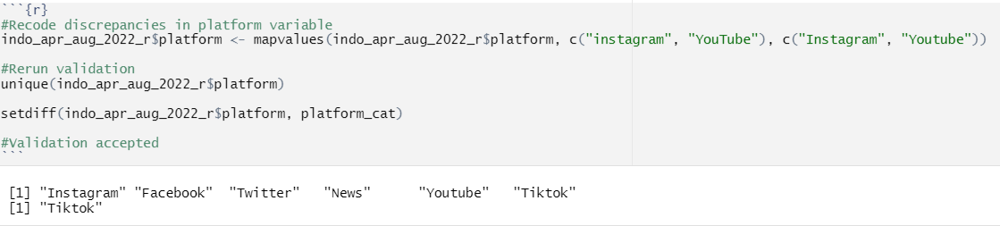 ```{r}
#Recode discrepancies in platform variable
indo_apr_aug_2022_r$platform <- mapvalues(indo_apr_aug_2022_r$platform, c("instagram", "YouTube"), c("Instagram", "Youtube"))
#Rerun validation
unique(indo_apr_aug_2022_r$platform)
setdiff(indo_apr_aug_2022_r$platform, platform_cat)
#Validation accepted
```
[1] "Instagram" "Facebook"  "Twitter"   "News"      "Youtube"   "Tiktok"
[1] "Tiktok"